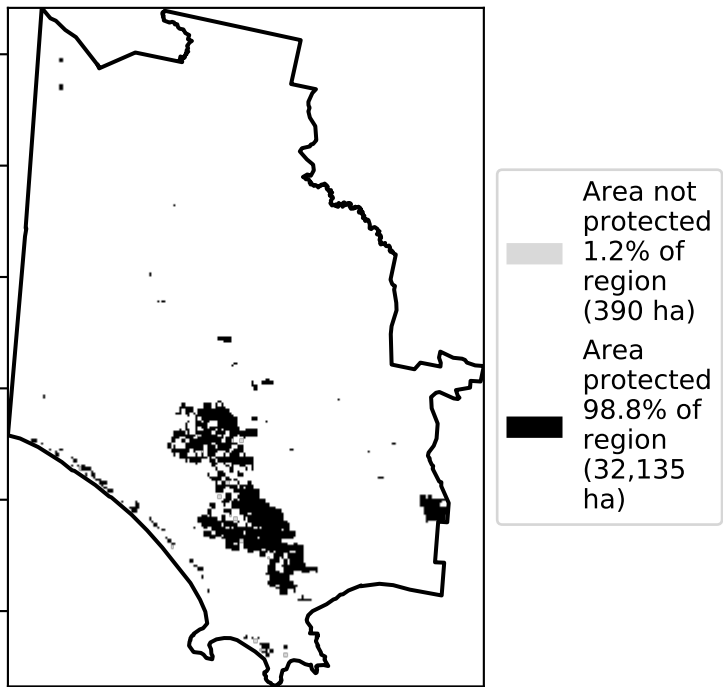 Area not
protected
1.2% of
region
(390 ha)
Area
protected
98.8% of
region
(32,135
ha)